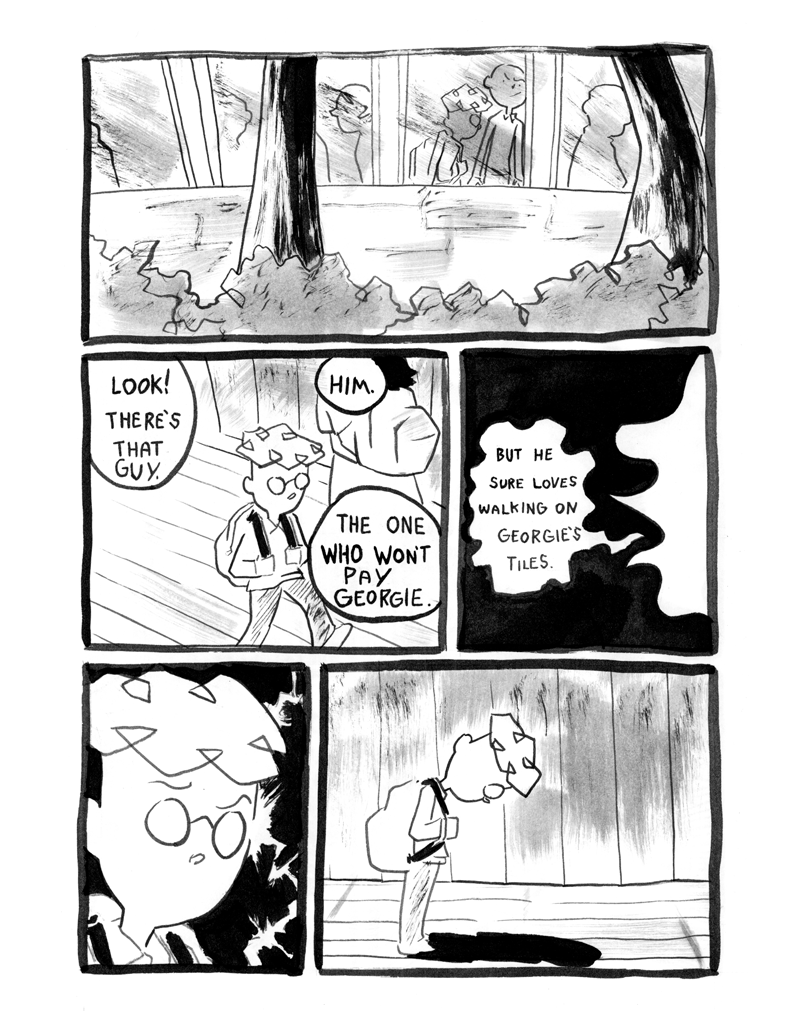 LOOK!
THERE'S
THAT
GUY.
HIM.
THE ONE
WHO WON'T
PAY
GEORGIE.
BUT HE
SURE LOVES
WALKING ON
GEORGIE'S
TILES.